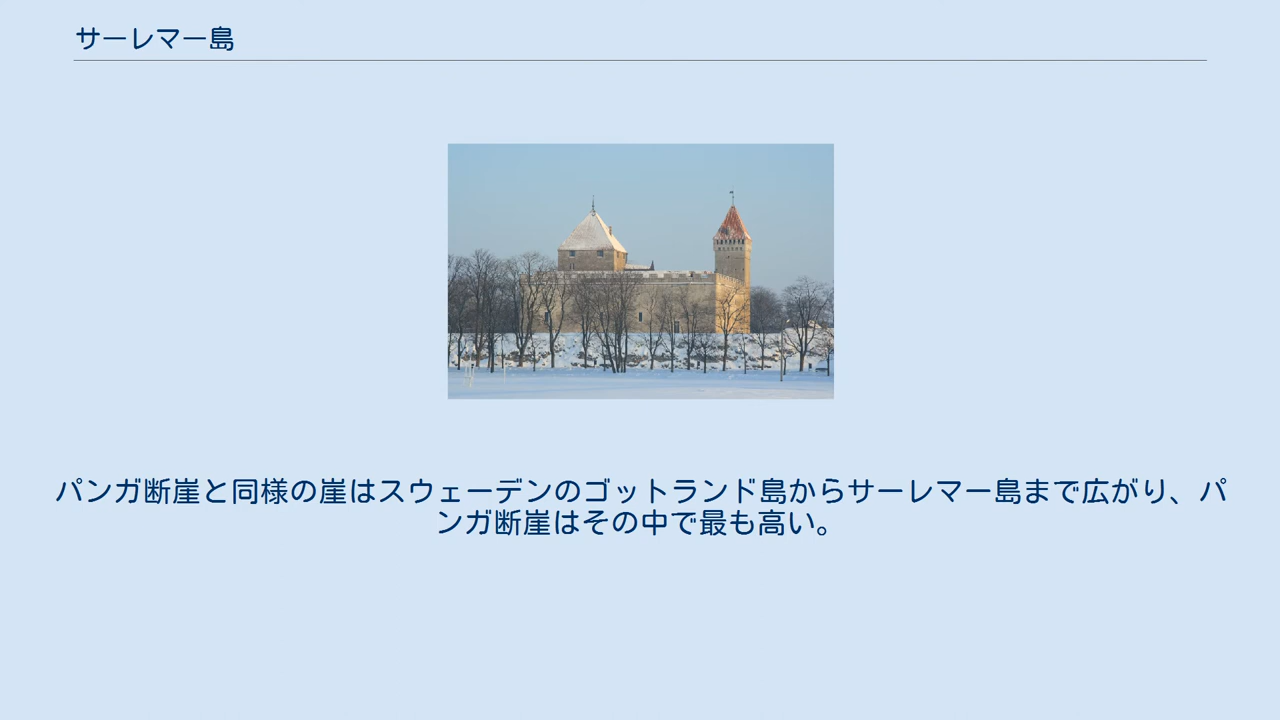 サーレマー島
パンガ断崖と同様の崖はスウェーデンのゴットランド島からサーレマー島まで広がり、パ
ンガ断崖はその中で最も高い。